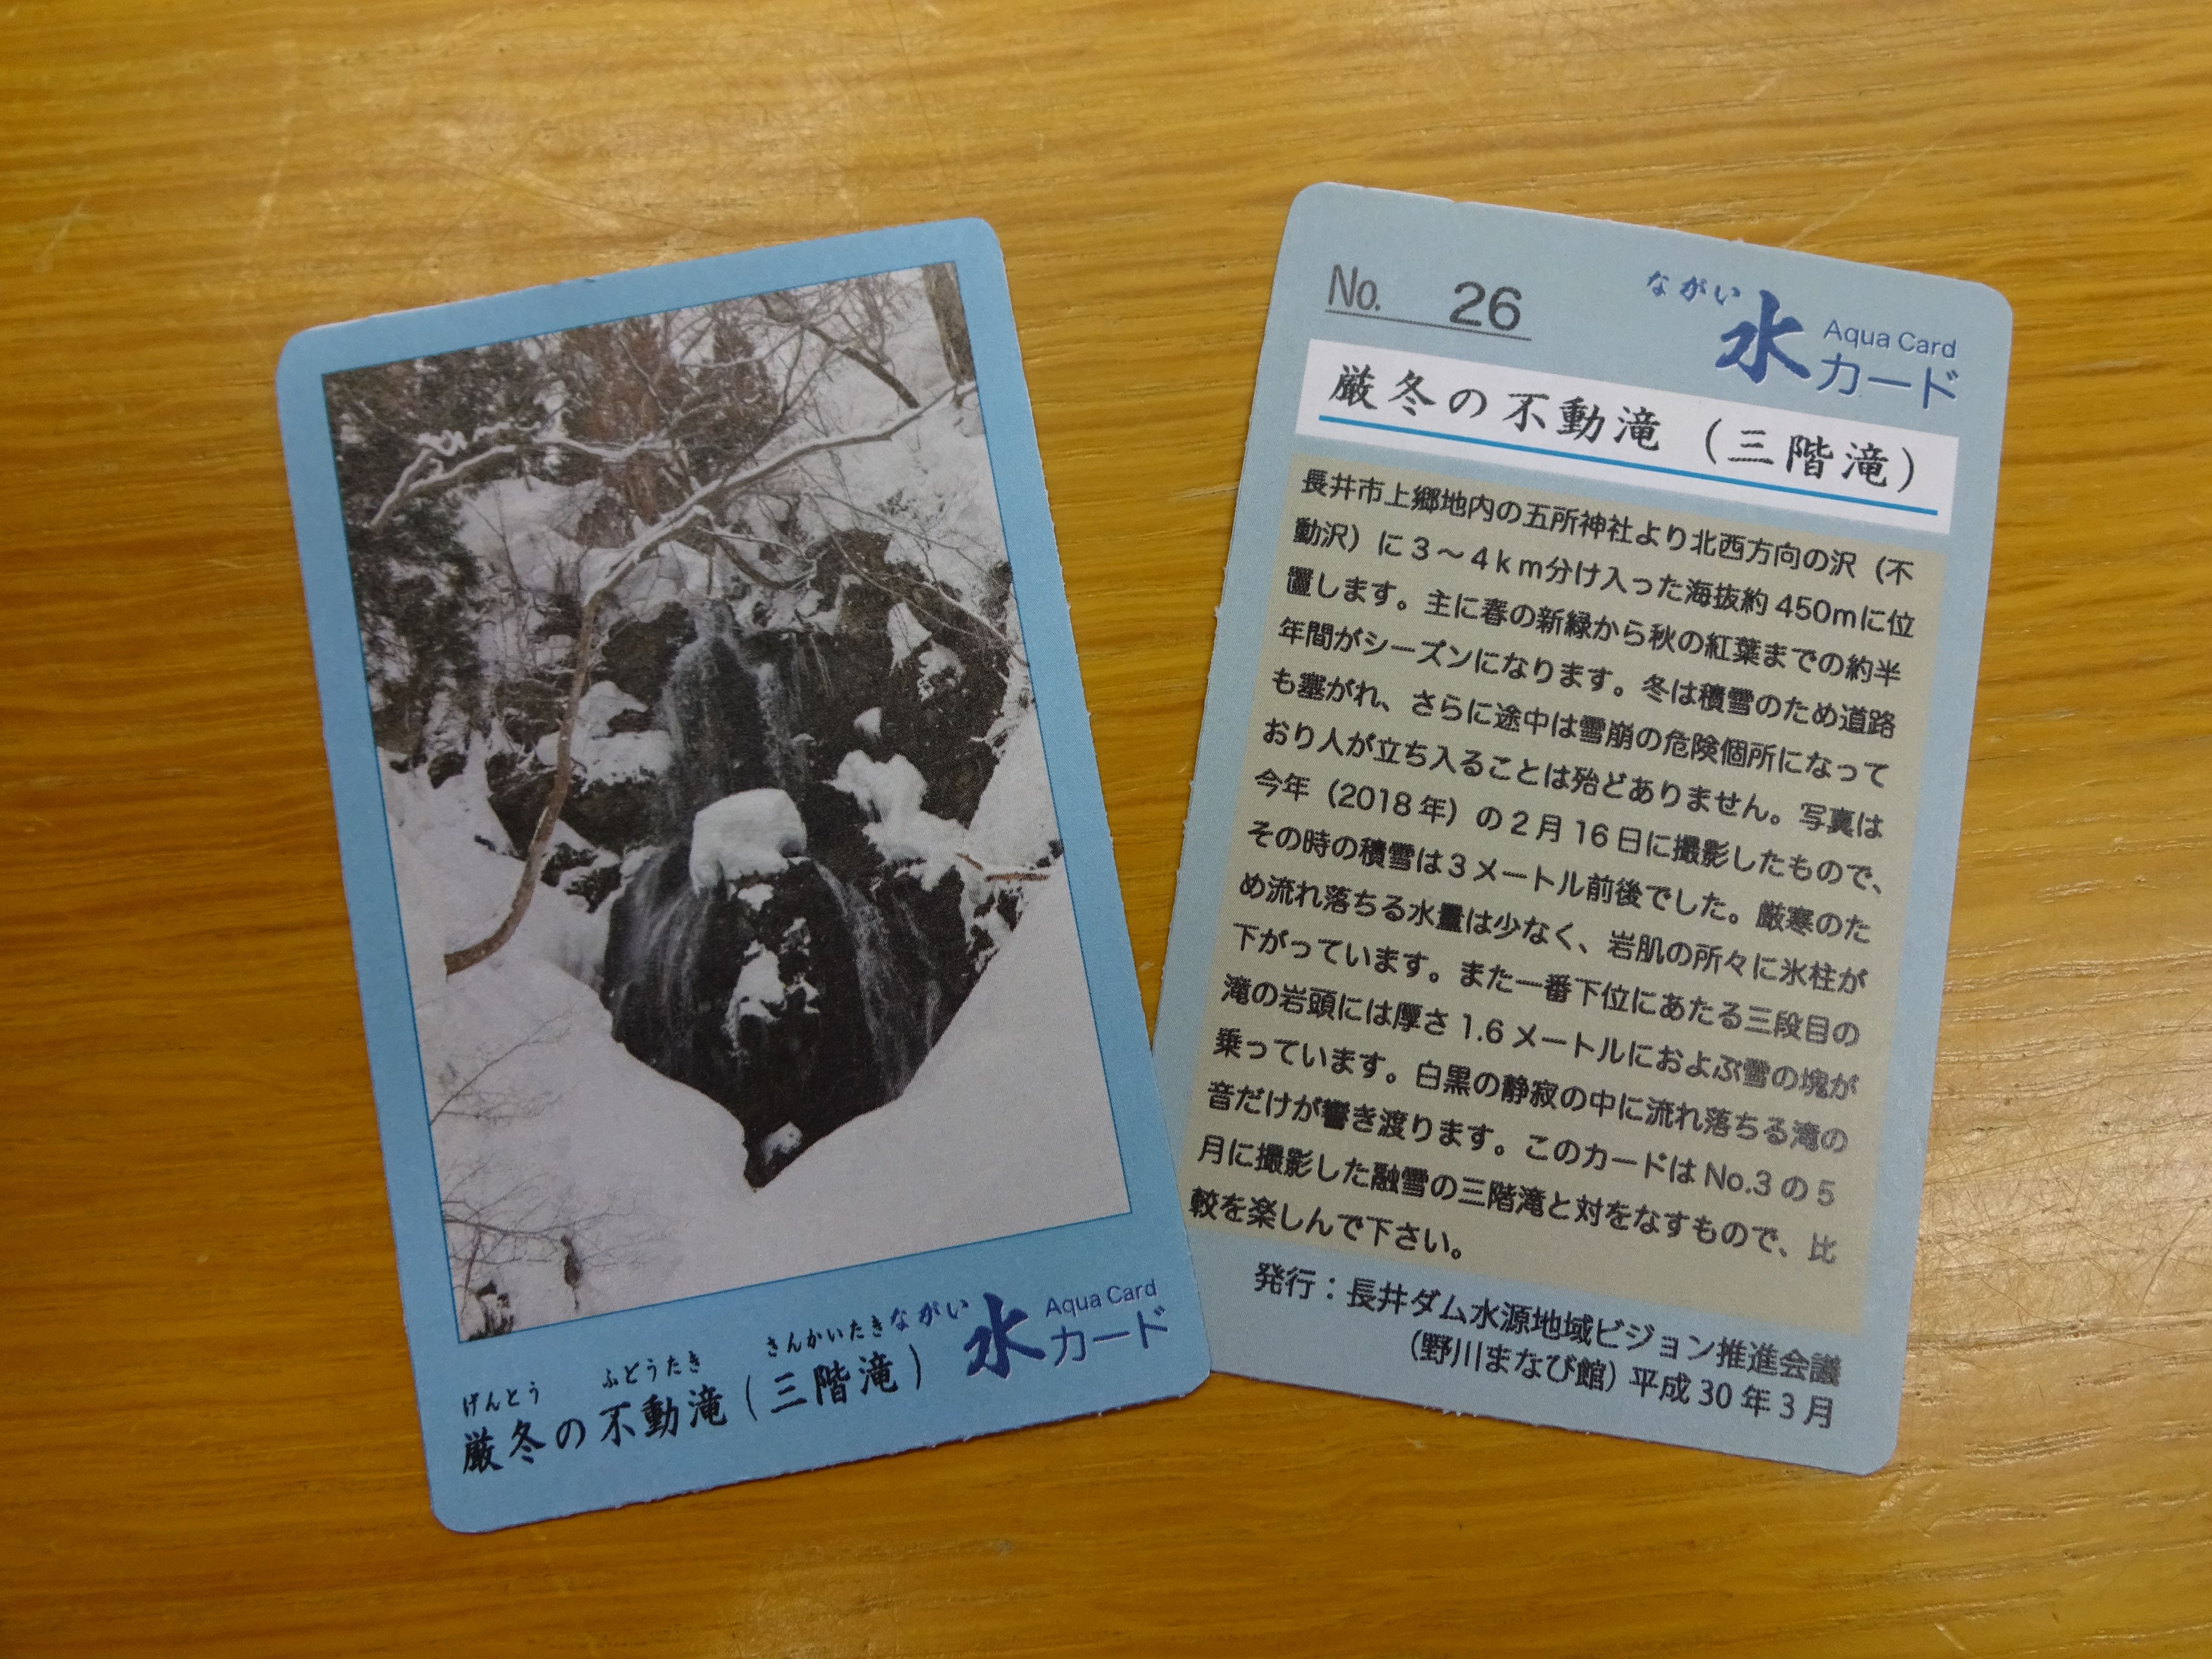 げんとう ふどうたき さんかいたき
厳冬の不動滝(三階滝)
ながい
水
Aqua Card
カード
No. 26
ながい
水
Aqua Card
カード
厳冬の不動滝(三階滝)
長井市上郷地内の五所神社より北西方向の沢(不
動沢)に3~4km分け入った海抜約450mに位
置します。主に春の新緑から秋の紅葉までの約半
年間がシーズンになります。冬は積雪のため道路
も塞がれ、さらに途中は雪崩の危険個所になって
おり人が立ち入ることは殆どありません。写真は
今年(2018年)の2月16日に撮影したもので、
その時の積雪は3メートル前後でした。厳寒のた
め流れ落ちる水量は少なく、岩肌の所々に氷柱が
下がっています。また一番下位にあたる三段目の
滝の岩頭には厚さ1.6メートルにおよぶ雪の塊が
乗っています。白黒の静寂の中に流れ落ちる滝の
音だけが響き渡ります。このカードはNo.3の5
月に撮影した融雪の三階滝と対をなすもので、比
較を楽しんで下さい。
発行:長井ダム水源地域ビジョン推進会議
(野川まなび館)平成30年3月